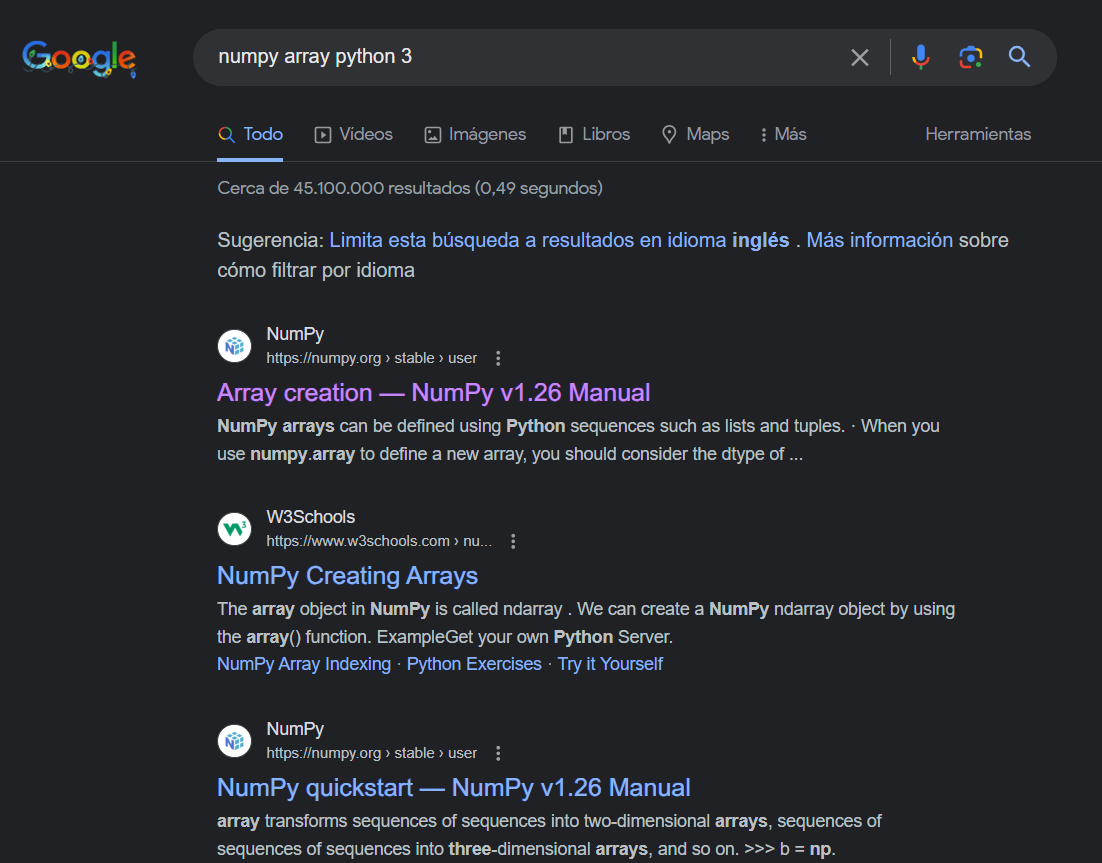 Google
numpy array python 3
Todo
Vídeos
Imágenes
Libros
Maps
Más
Herramientas
Cerca de 45.100.000 resultados (0,49 segundos)
Sugerencia: Limita esta búsqueda a resultados en idioma inglés . Más información sobre
cómo filtrar por idioma
NumPy
https://numpy.org › stable › user
Array creation — NumPy v1.26 Manual
NumPy arrays can be defined using Python sequences such as lists and tuples. · When you
use numpy.array to define a new array, you should consider the dtype of ...
W3Schools
https://www.w3schools.com › nu...
NumPy Creating Arrays
The array object in NumPy is called ndarray . We can create a NumPy ndarray object by using
the array() function. ExampleGet your own Python Server.
NumPy Array Indexing · Python Exercises · Try it Yourself
NumPy
https://numpy.org › stable › user
NumPy quickstart — NumPy v1.26 Manual
array transforms sequences of sequences into two-dimensional arrays, sequences of
sequences of sequences into three-dimensional arrays, and so on. >>> b = np.